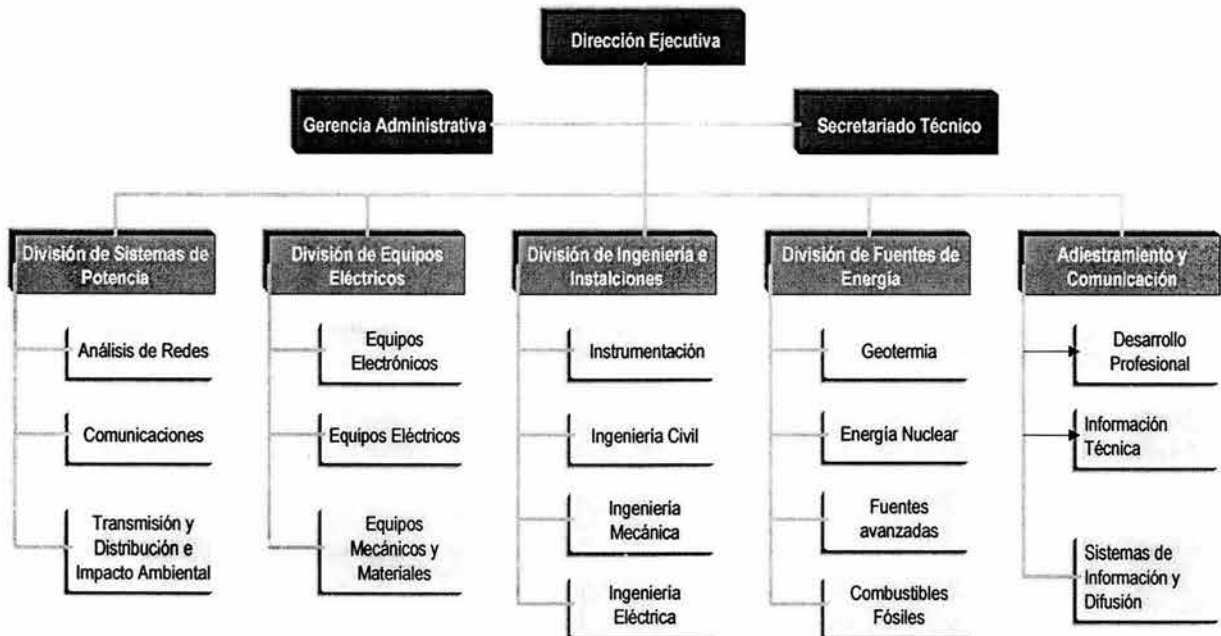 Dirección Ejecutiva
Gerencia Administrativa
Secretariado Técnico
División de Sistemas de
Potencia
División de Equipos
Eléctricos
División de Ingeniería e
Instalciones
División de Fuentes de
Energía
Adiestramiento y
Comunicación
Análisis de Redes
Comunicaciones
Transmisión y
Distribución e
Impacto Ambiental
Equipos
Electrónicos
Equipos Eléctricos
Equipos
Mecánicos y
Materiales
Instrumentación
Ingeniería Civil
Ingeniería
Mecánica
Ingeniería
Eléctrica
Geotermia
Energía Nuclear
Fuentes
avanzadas
Combustibles
Fósiles
Desarrollo
Profesional
Información
Técnica
Sistemas de
Información y
Difusión